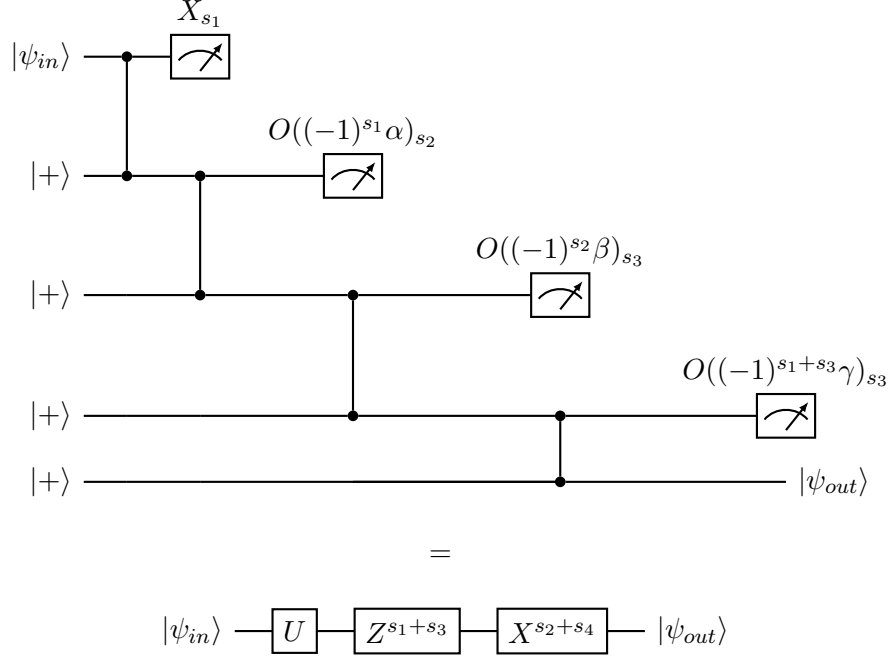 X_{s_1}
|ψ_{in}⟩
O((−1)^{s_1}α)_{s_2}
|+⟩
O((−1)^{s_2}β)_{s_3}
|+⟩
O((−1)^{s_1+s_3}γ)_{s_3}
|+⟩
|+⟩ |ψ_{out}⟩
=
|ψ_{in}⟩ U Z^{s_1+s_3} X^{s_2+s_4} |ψ_{out}⟩